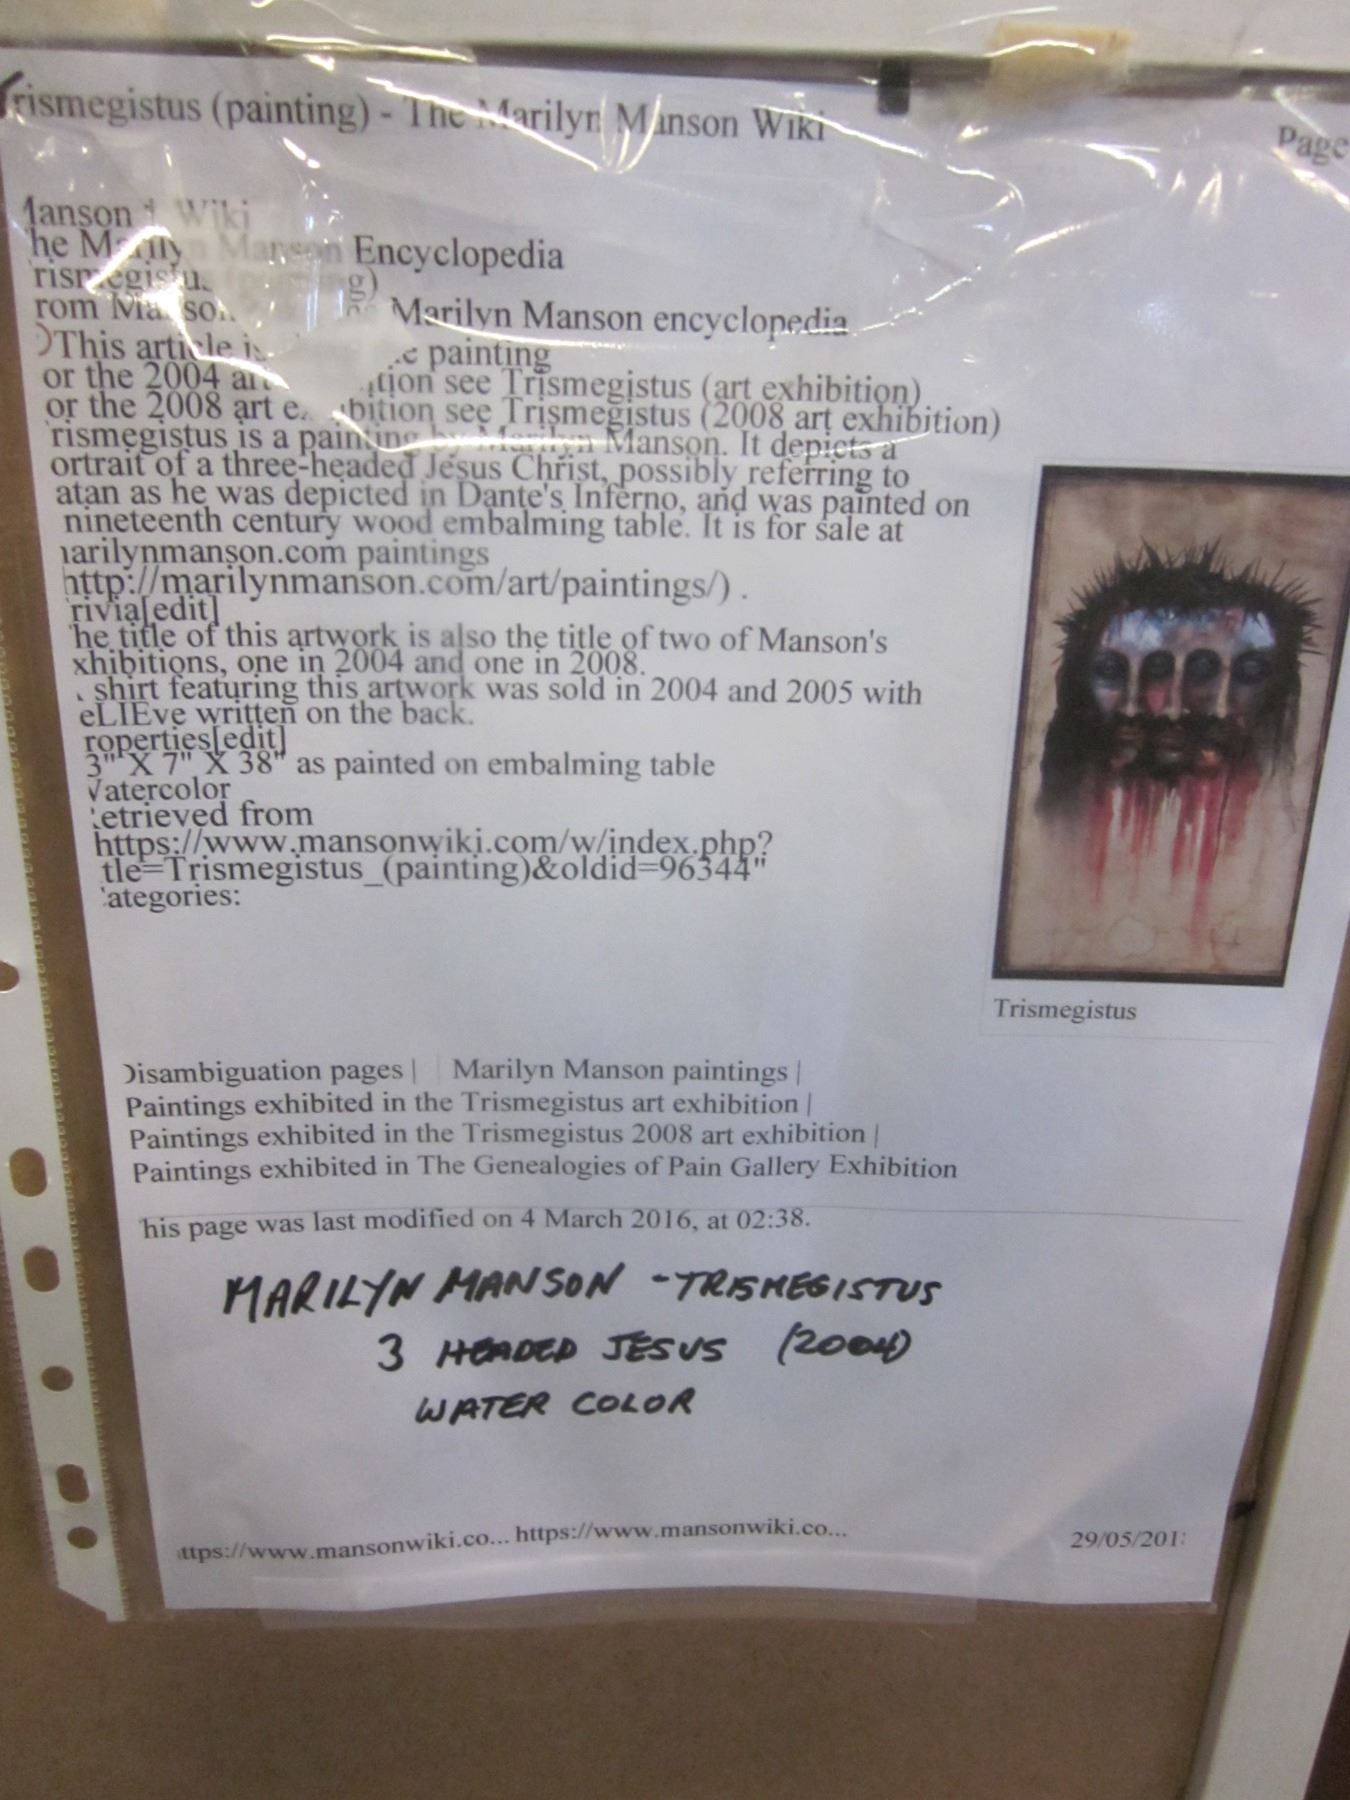 rismegistus (painting) - The Marilyn Manson Wiki
Page
Manson Wiki
he Marilyn Manson Encyclopedia
rismegistus (painting)
rom Manson Marilyn Manson encyclopedia
This article is painting
or the 2004 see Trismegistus (art exhibition)
or the 2008 art exhibition see Trismegistus (2008 art exhibition)
rismegistus is a painting by Marilyn Manson. It depicts a
ortrait of a three-headed Jesus Christ, possibly referring to
atan as he was depicted in Dante's Inferno, and was painted on
nineteenth century wood embalming table. It is for sale at
narilynmanson.com paintings
http://marilynmanson.com/art/paintings/) .
rivia[edit]
he title of this artwork is also the title of two of Manson's
xhibitions, one in 2004 and one in 2008.
shirt featuring this artwork was sold in 2004 and 2005 with
eLIEve written on the back.
roperties[edit]
3" X 7" X 38" as painted on embalming table
Vatercolor
etrieved from
https://www.mansonwiki.com/w/index.php?
tle=Trismegistus_(painting)&oldid=96344"
ategories:
Trismegistus
Disambiguation pages | Marilyn Manson paintings |
Paintings exhibited in the Trismegistus art exhibition |
Paintings exhibited in the Trismegistus 2008 art exhibition |
Paintings exhibited in The Genealogies of Pain Gallery Exhibition
his page was last modified on 4 March 2016, at 02:38.
MARILYN MANSON - TRISMEGISTUS
3 HEADED JESUS (2004)
WATER COLOR
ttps://www.mansonwiki.co... https://www.mansonwiki.co...
29/05/201